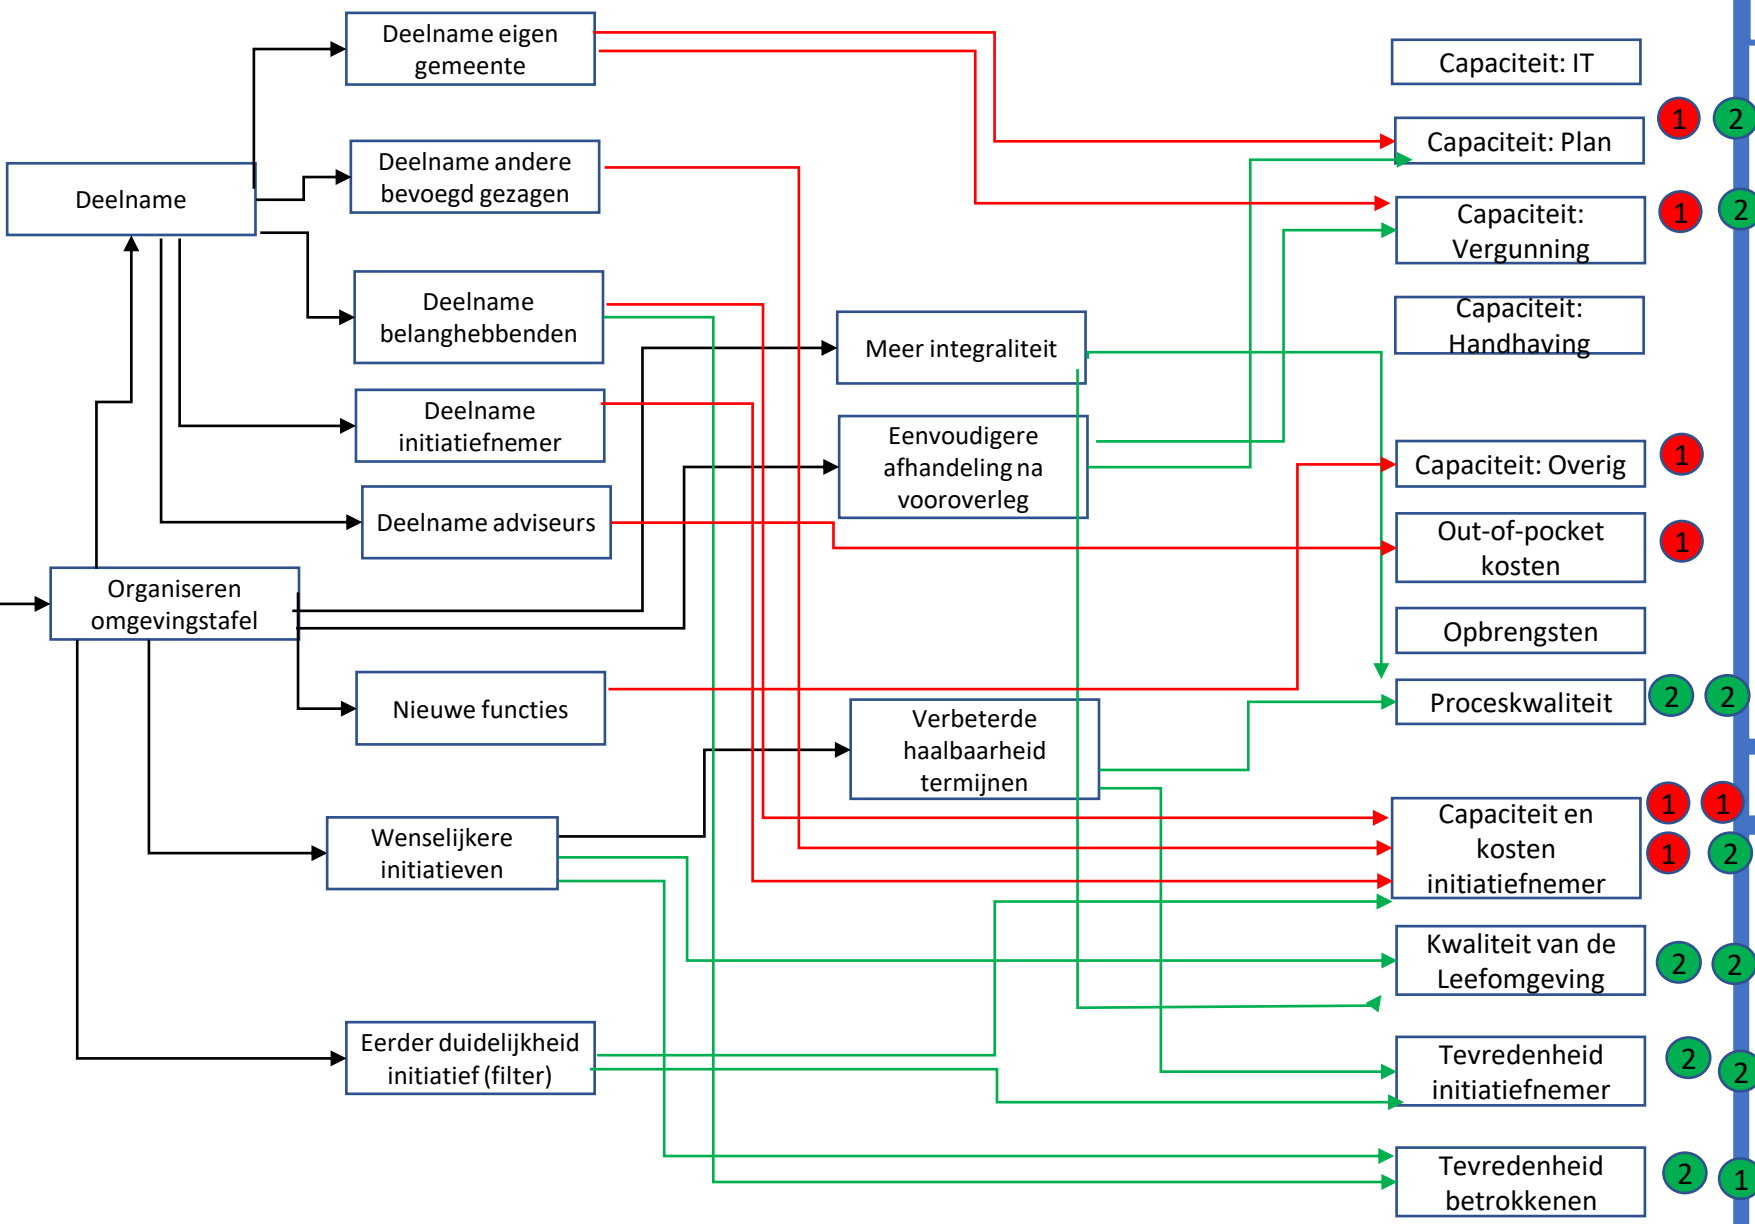 Deelname
Organiseren
omgevingstafel
Deelname eigen
gemeente
Deelname andere
bevoegd gezagen
Deelname
belanghebbenden
Deelname
initiatiefnemer
Deelname adviseurs
Nieuwe functies
Wenselijkere
initiatieven
Eerder duidelijkheid
initiatief (filter)
Meer integraliteit
Eenvoudigere
afhandeling na
vooroverleg
Verbeterde
haalbaarheid
termijnen
Capaciteit: IT
Capaciteit: Plan
1 2
Capaciteit:
Vergunning
1 2
Capaciteit:
Handhaving
Capaciteit: Overig
1
Out-of-pocket
kosten
1
Opbrengsten
Proceskwaliteit
2 2
Capaciteit en
kosten
initiatiefnemer
1 1
1 2
Kwaliteit van de
Leefomgeving
2 2
Tevredenheid
initiatiefnemer
2 2
Tevredenheid
betrokkenen
2 1